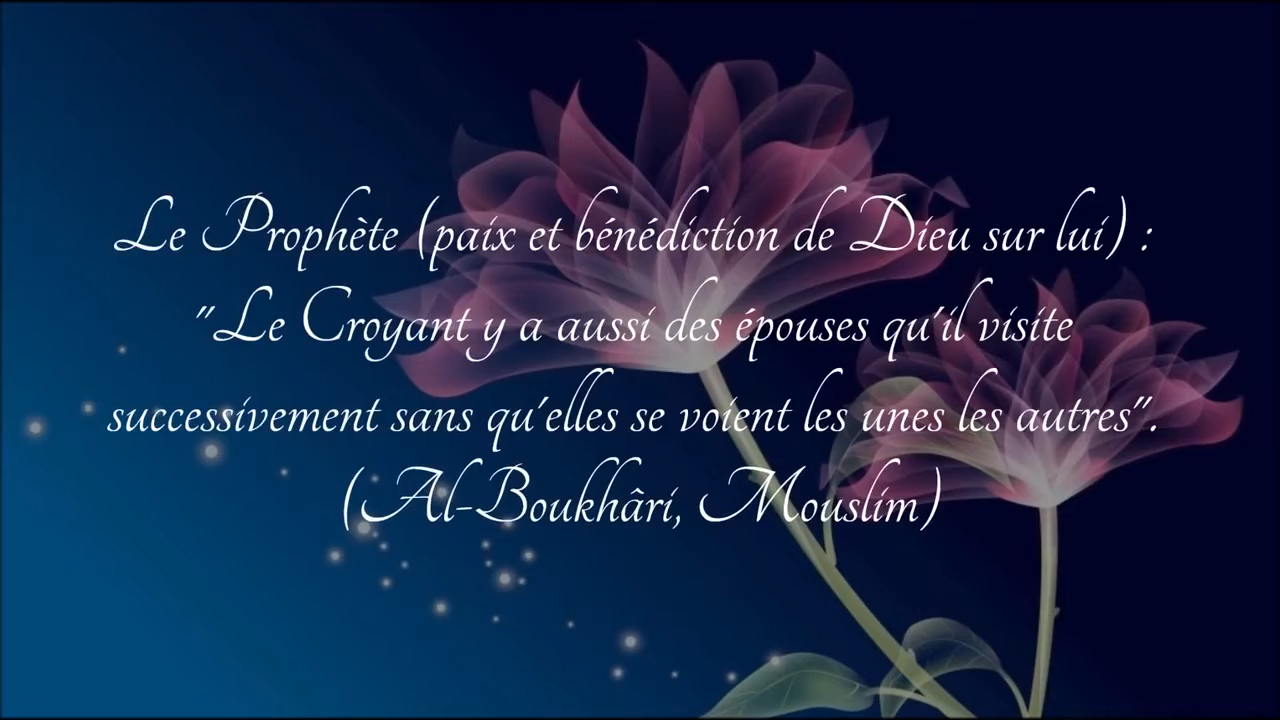 Le Prophète (paix et bénédiction de Dieu sur lui) :
"Le Croyant y a aussi des épouses qu'il visite
successivement sans qu'elles se voient les unes les autres".
(Al-Boukhâri, Mouslim)